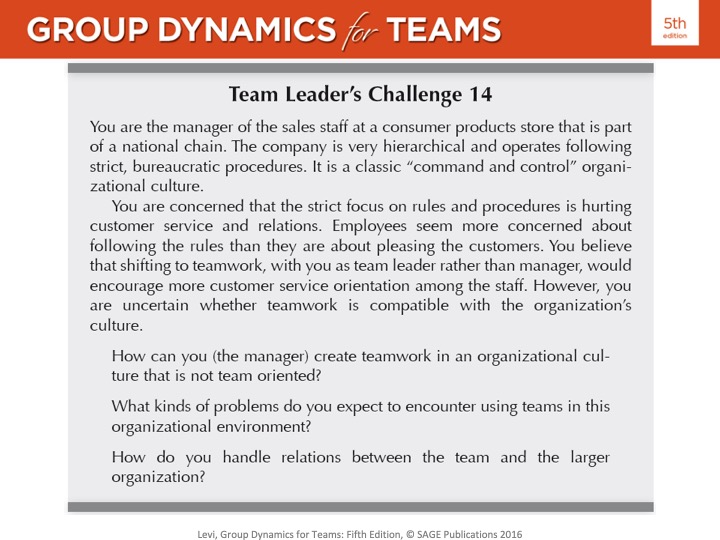 GROUP DYNAMICS for TEAMS
5th
edition
Team Leader's Challenge 14
You are the manager of the sales staff at a consumer products store that is part
of a national chain. The company is very hierarchical and operates following
strict, bureaucratic procedures. It is a classic “command and control” organi-
zational culture.
You are concerned that the strict focus on rules and procedures is hurting
customer service and relations. Employees seem more concerned about
following the rules than they are about pleasing the customers. You believe
that shifting to teamwork, with you as team leader rather than manager, would
encourage more customer service orientation among the staff. However, you
are uncertain whether teamwork is compatible with the organization's
culture.
How can you (the manager) create teamwork in an organizational cul-
ture that is not team oriented?
What kinds of problems do you expect to encounter using teams in this
organizational environment?
How do you handle relations between the team and the larger
organization?
Levi, Group Dynamics for Teams: Fifth Edition, © SAGE Publications 2016